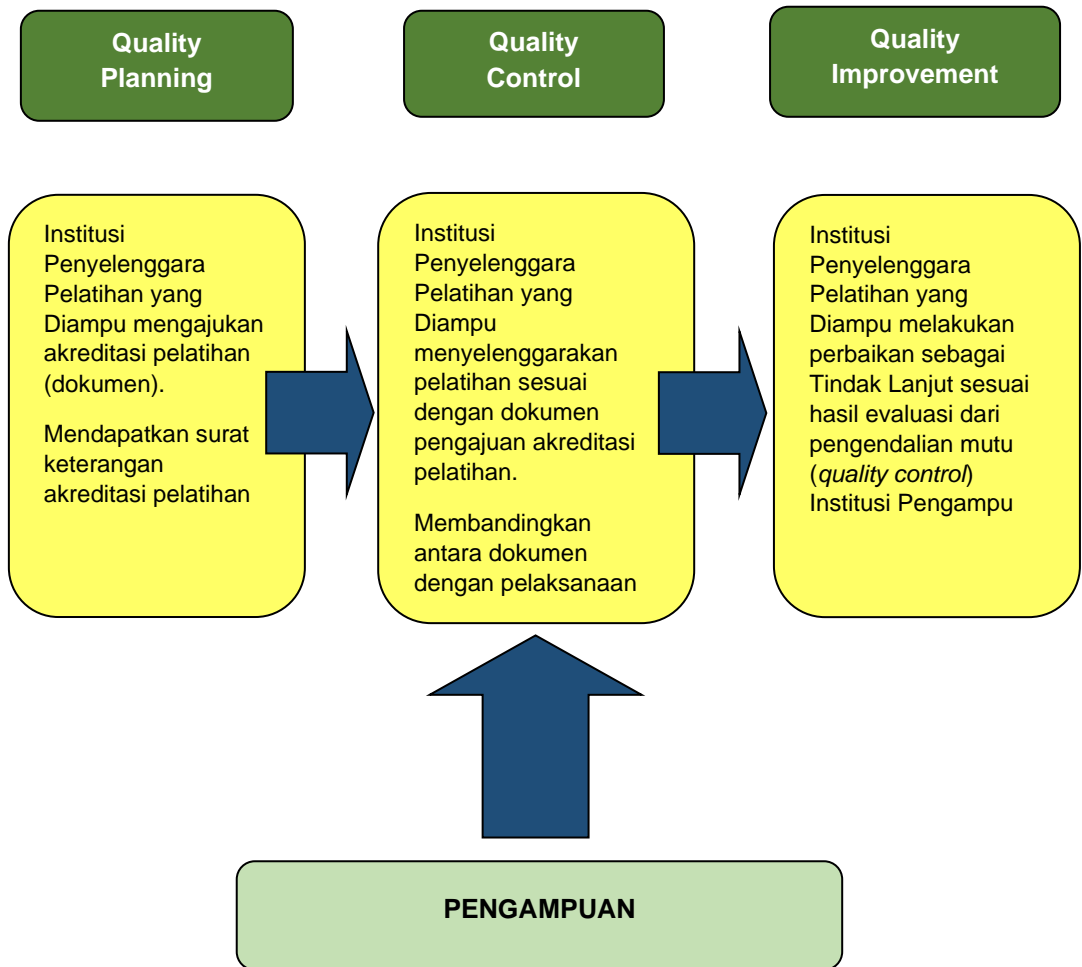 Quality
Planning
Quality
Control
Quality
Improvement
Institusi
Penyelenggara
Pelatihan yang
Diampu mengajukan
akreditasi pelatihan
(dokumen).
Mendapatkan surat
keterangan
akreditasi pelatihan
Institusi
Penyelenggara
Pelatihan yang
Diampu
menyelenggarakan
pelatihan sesuai
dengan dokumen
pengajuan akreditasi
pelatihan.
Membandingkan
antara dokumen
dengan pelaksanaan
Institusi
Penyelenggara
Pelatihan yang
Diampu melakukan
perbaikan sebagai
Tindak Lanjut sesuai
hasil evaluasi dari
pengendalian mutu
(quality control)
Institusi Pengampu
PENGAMPUAN